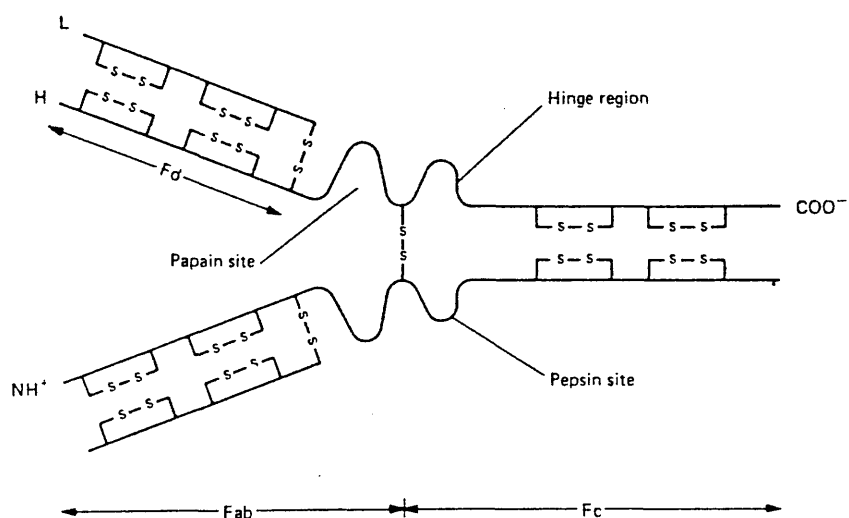 L
S — S
S — S
H
S — S
S — S
S — S
Fd
Hinge region
COO⁻
S — S
S — S
S — S
Papain site
S — S
S — S
S — S
S — S
S — S
NH⁺
S — S
S — S
Pepsin site
Fab
Fc